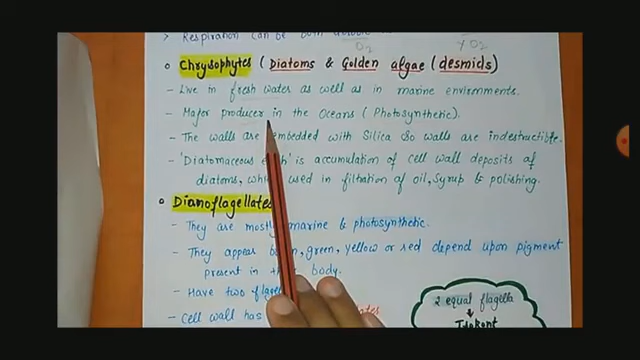 > Respiration can be both
O2
Y O2
Chrysophytes ( Diatoms & Golden algae (desmids)
- Live in fresh water as well as in marine environments.
- Major producer in the Oceans ( Photosynthetic).
- The walls are embedded with Silica so walls are indestructible.
- 'Diatomaceous earth' is accumulation of cell wall deposits of
diatoms, which used in filtration of oil, Syrup & polishing.
Dianoflagellates
- They are mostly marine & photosynthetic.
- They appear green, yellow or red depend upon pigment
present in body.
- Have two
- Cell wall has
2 equal flagella